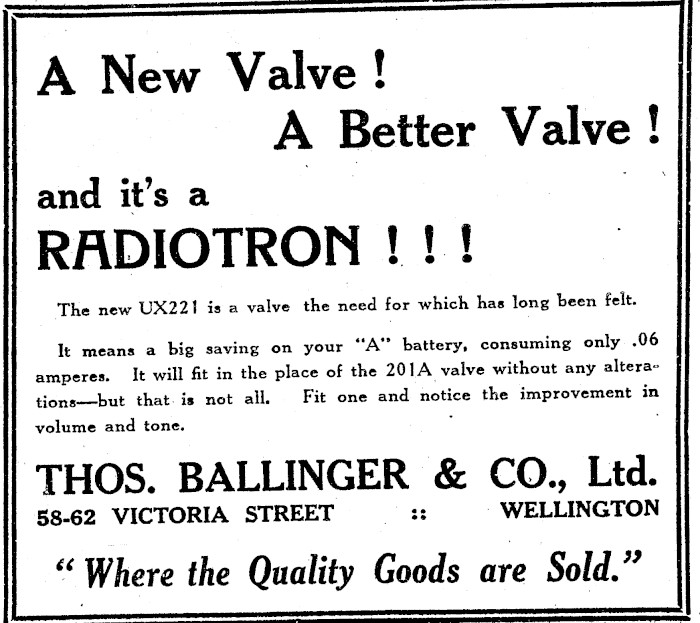 A New Valve !
A Better Valve !
and it's a
RADIOTRON ! ! !
The new UX221 is a valve the need for which has long been felt.
It means a big saving on your "A" battery, consuming only .06
amperes. It will fit in the place of the 201A valve without any altera-
tions—but that is not all. Fit one and notice the improvement in
volume and tone.
THOS. BALLINGER & CO., Ltd.
58-62 VICTORIA STREET :: WELLINGTON
"Where the Quality Goods are Sold."